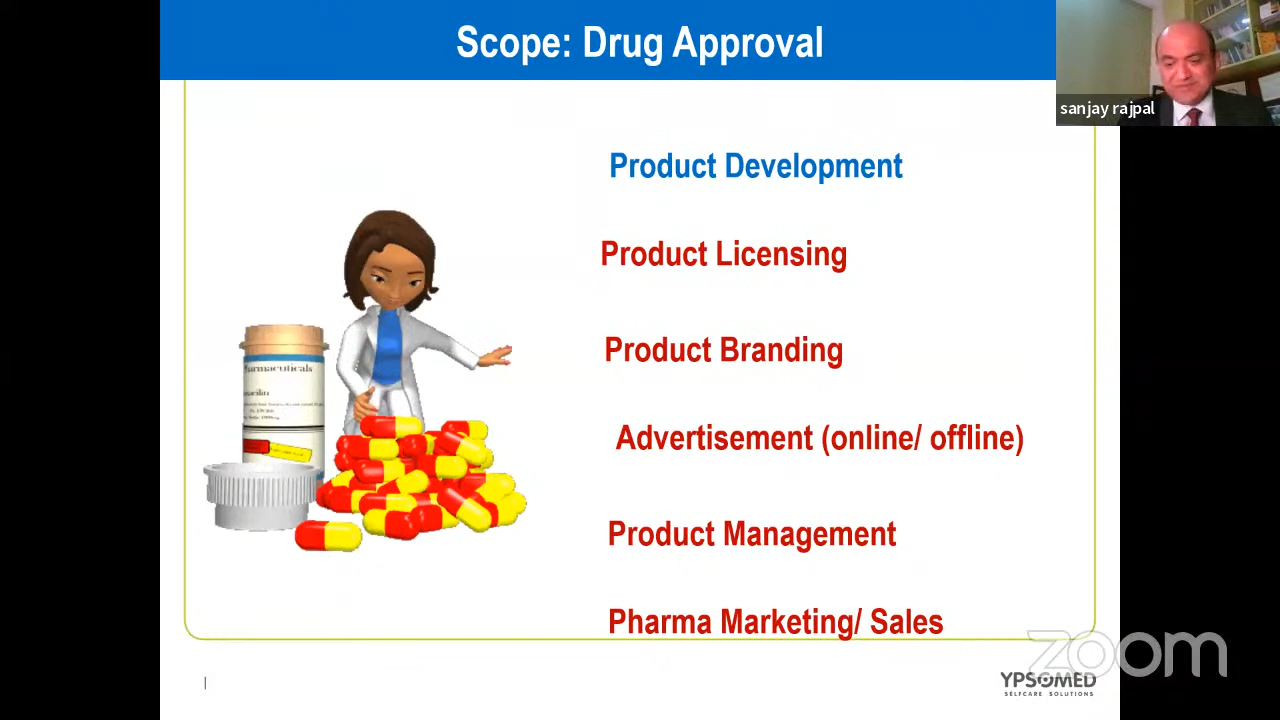 Scope: Drug Approval
sanjay rajpal
Product Development
Product Licensing
Product Branding
Advertisement (online/ offline)
Product Management
Pharma Marketing/ Sales
Pharmaceuticals
zoom
YPSOMED
SELFCARE SOLUTIONS